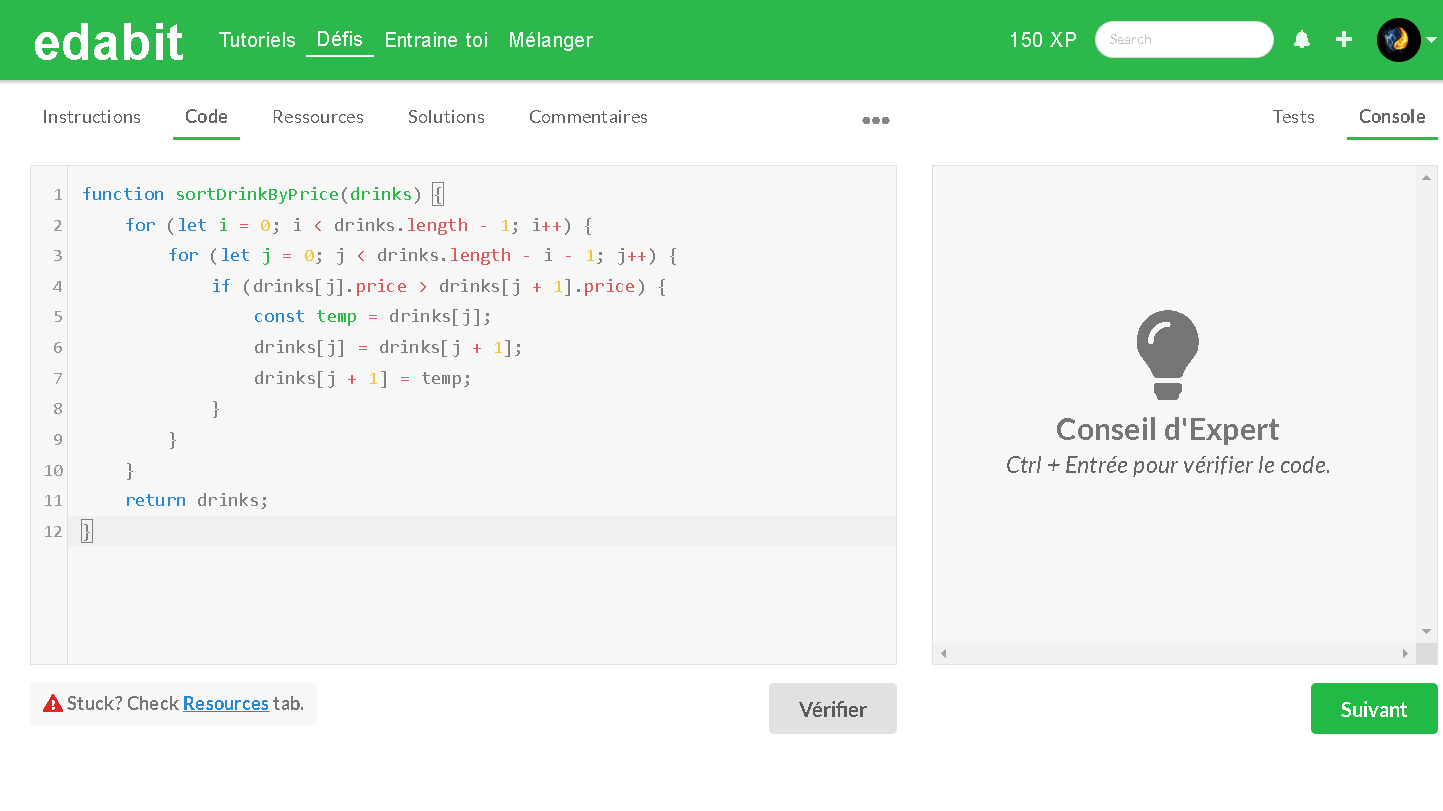 edabit Tutoriels Défis Entraine toi Mélanger 150 XP Search
Instructions Code Ressources Solutions Commentaires ••• Tests Console
1 function sortDrinkByPrice(drinks) {
2     for (let i = 0; i < drinks.length - 1; i++) {
3         for (let j = 0; j < drinks.length - i - 1; j++) {
4             if (drinks[j].price > drinks[j + 1].price) {
5                 const temp = drinks[j];
6                 drinks[j] = drinks[j + 1];
7                 drinks[j + 1] = temp;
8             }
9         }
10     }
11     return drinks;
12 }
Conseil d'Expert
Ctrl + Entrée pour vérifier le code.
Stuck? Check Resources tab.
Vérifier
Suivant